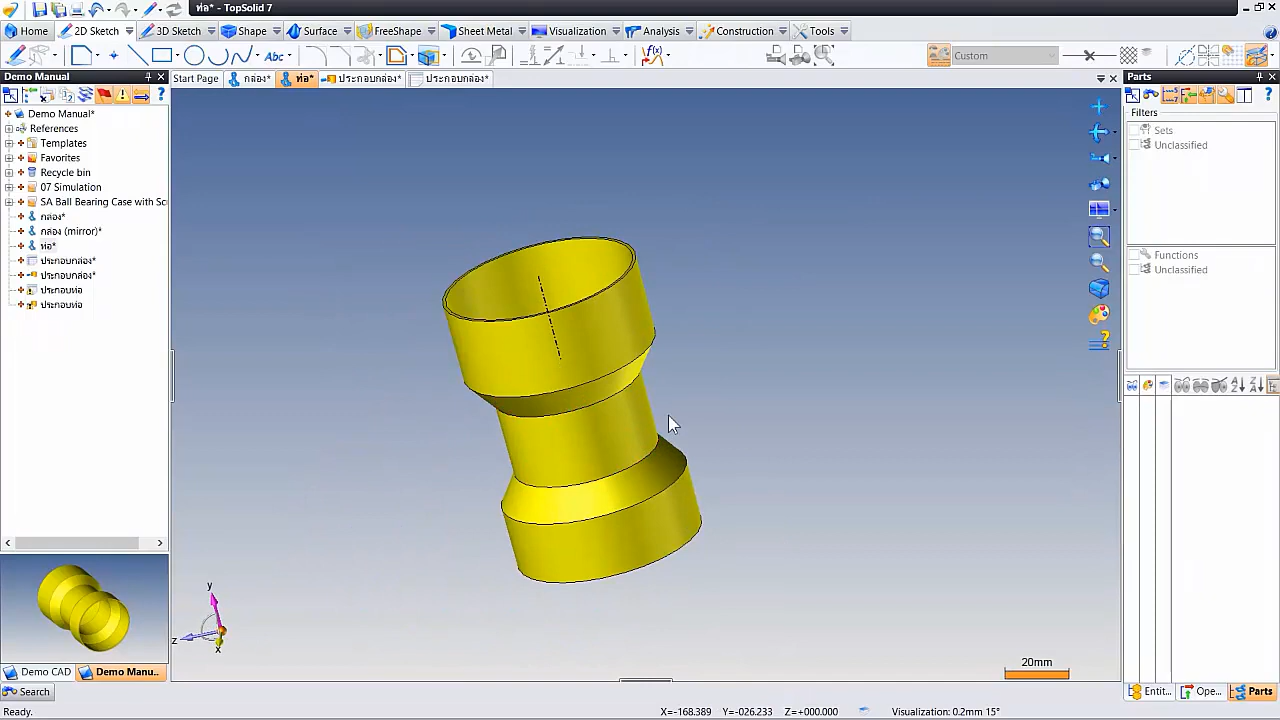 ท่อ* - TopSolid 7
Home 2D Sketch 3D Sketch Shape Surface FreeShape Sheet Metal Visualization Analysis Construction Tools
Abc f(x) Custom
Demo Manual
Start Page กล่อง* ท่อ* ประกอบกล่อง* ประกอบกล่อง*
Parts
Demo Manual*
References
Templates
Favorites
Recycle bin
07 Simulation
SA Ball Bearing Case with Sc
กล่อง*
กล่อง (mirror)*
ท่อ*
ประกอบกล่อง*
ประกอบกล่อง*
ประกอบท่อ
ประกอบท่อ
Filters
Sets
Unclassified
Functions
Unclassified
y
z
x
20mm
Demo CAD Demo Manu..
Search
Entit... Ope... Parts
Ready.
X=-168.389 Y=-026.233 Z=+000.000 Visualization: 0.2mm 15°